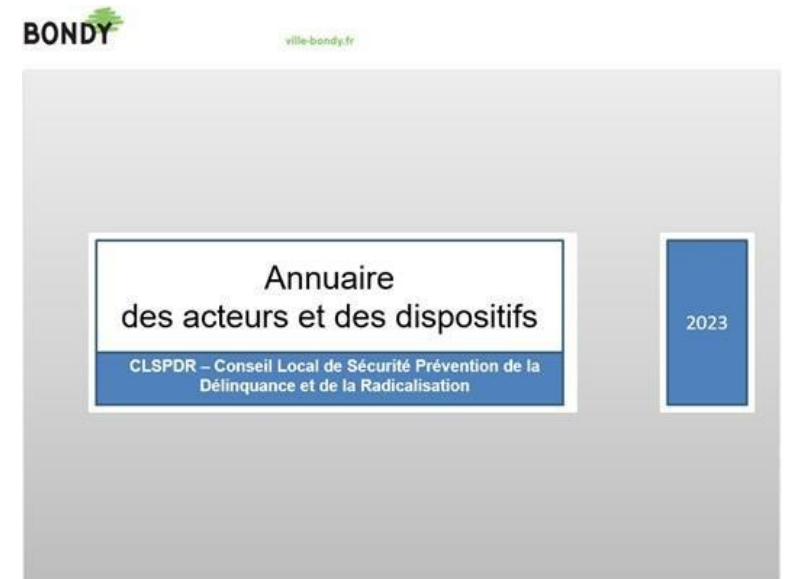 BONDY
ville-bondy.fr
Annuaire
des acteurs et des dispositifs
2023
CLSPDR – Conseil Local de Sécurité Prévention de la
Délinquance et de la Radicalisation